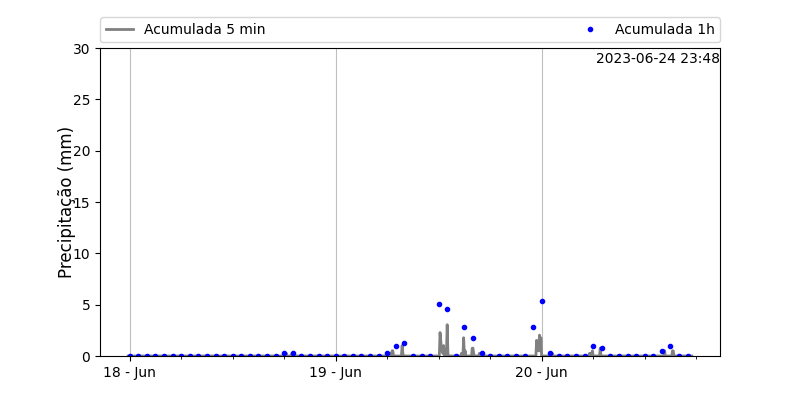 Acumulada 5 min
Acumulada 1h
2023-06-24 23:48
Precipitação (mm)
30
25
20
15
10
5
0
18 - Jun
19 - Jun
20 - Jun